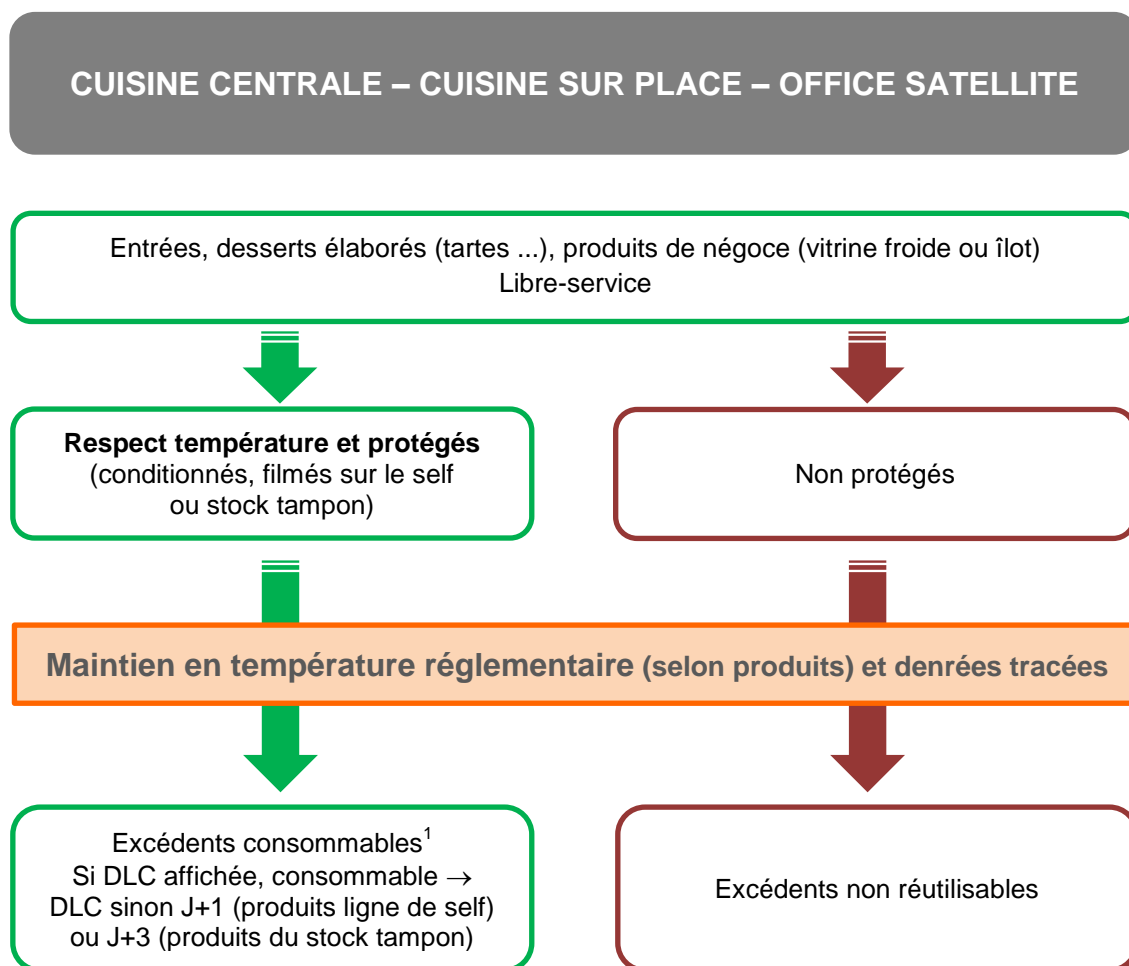 CUISINE CENTRALE – CUISINE SUR PLACE – OFFICE SATELLITE
Entrées, desserts élaborés (tartes ...), produits de négoce (vitrine froide ou îlot)
Libre-service
Respect température et protégés
(conditionnés, filmés sur le self
ou stock tampon)
Non protégés
Maintien en température réglementaire (selon produits) et denrées tracées
Excédents consommables¹
Si DLC affichée, consommable →
DLC sinon J+1 (produits ligne de self)
ou J+3 (produits du stock tampon)
Excédents non réutilisables